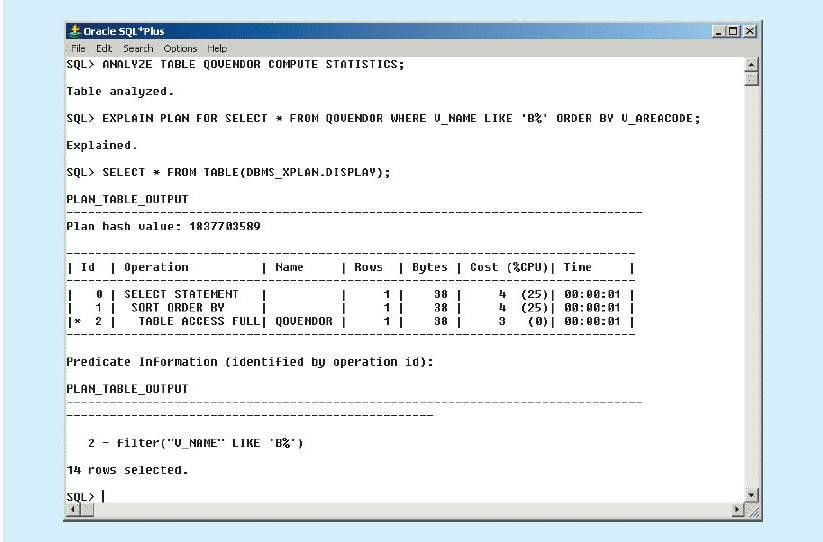 Oracle SQL*Plus
File Edit Search Options Help
SQL> ANALYZE TABLE QOVENDOR COMPUTE STATISTICS;
Table analyzed.
SQL> EXPLAIN PLAN FOR SELECT * FROM QOVENDOR WHERE V_NAME LIKE 'B%' ORDER BY V_AREACODE;
Explained.
SQL> SELECT * FROM TABLE(DBMS_XPLAN.DISPLAY);
PLAN_TABLE_OUTPUT
--------------------------------------------------------------------------------
Plan hash value: 1837703589
-------------------------------------------------------------------------------
| Id | Operation | Name | Rows | Bytes | Cost (%CPU)| Time |
-------------------------------------------------------------------------------
| 0 | SELECT STATEMENT | | 1 | 38 | 4 (25)| 00:00:01 |
| 1 | SORT ORDER BY | | 1 | 38 | 4 (25)| 00:00:01 |
|* 2 | TABLE ACCESS FULL| QOVENDOR | 1 | 38 | 3 (0)| 00:00:01 |
-------------------------------------------------------------------------------
Predicate Information (identified by operation id):
PLAN_TABLE_OUTPUT
--------------------------------------------------------------------------------
---------------------------------------------------
2 - filter("V_NAME" LIKE 'B%')
14 rows selected.
SQL>